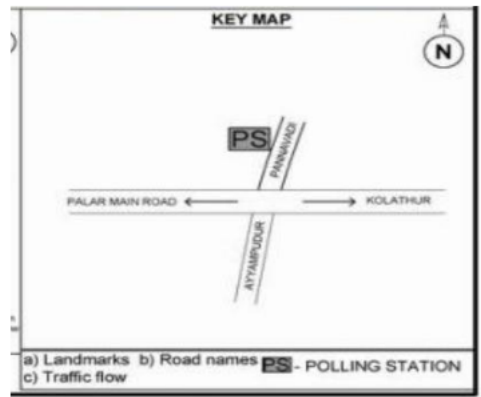 KEY MAP
N
PS
PANNAVADI
PALAR MAIN ROAD
KOLATHUR
AYYAMPUDUR
a) Landmarks b) Road names PS - POLLING STATION
c) Traffic flow